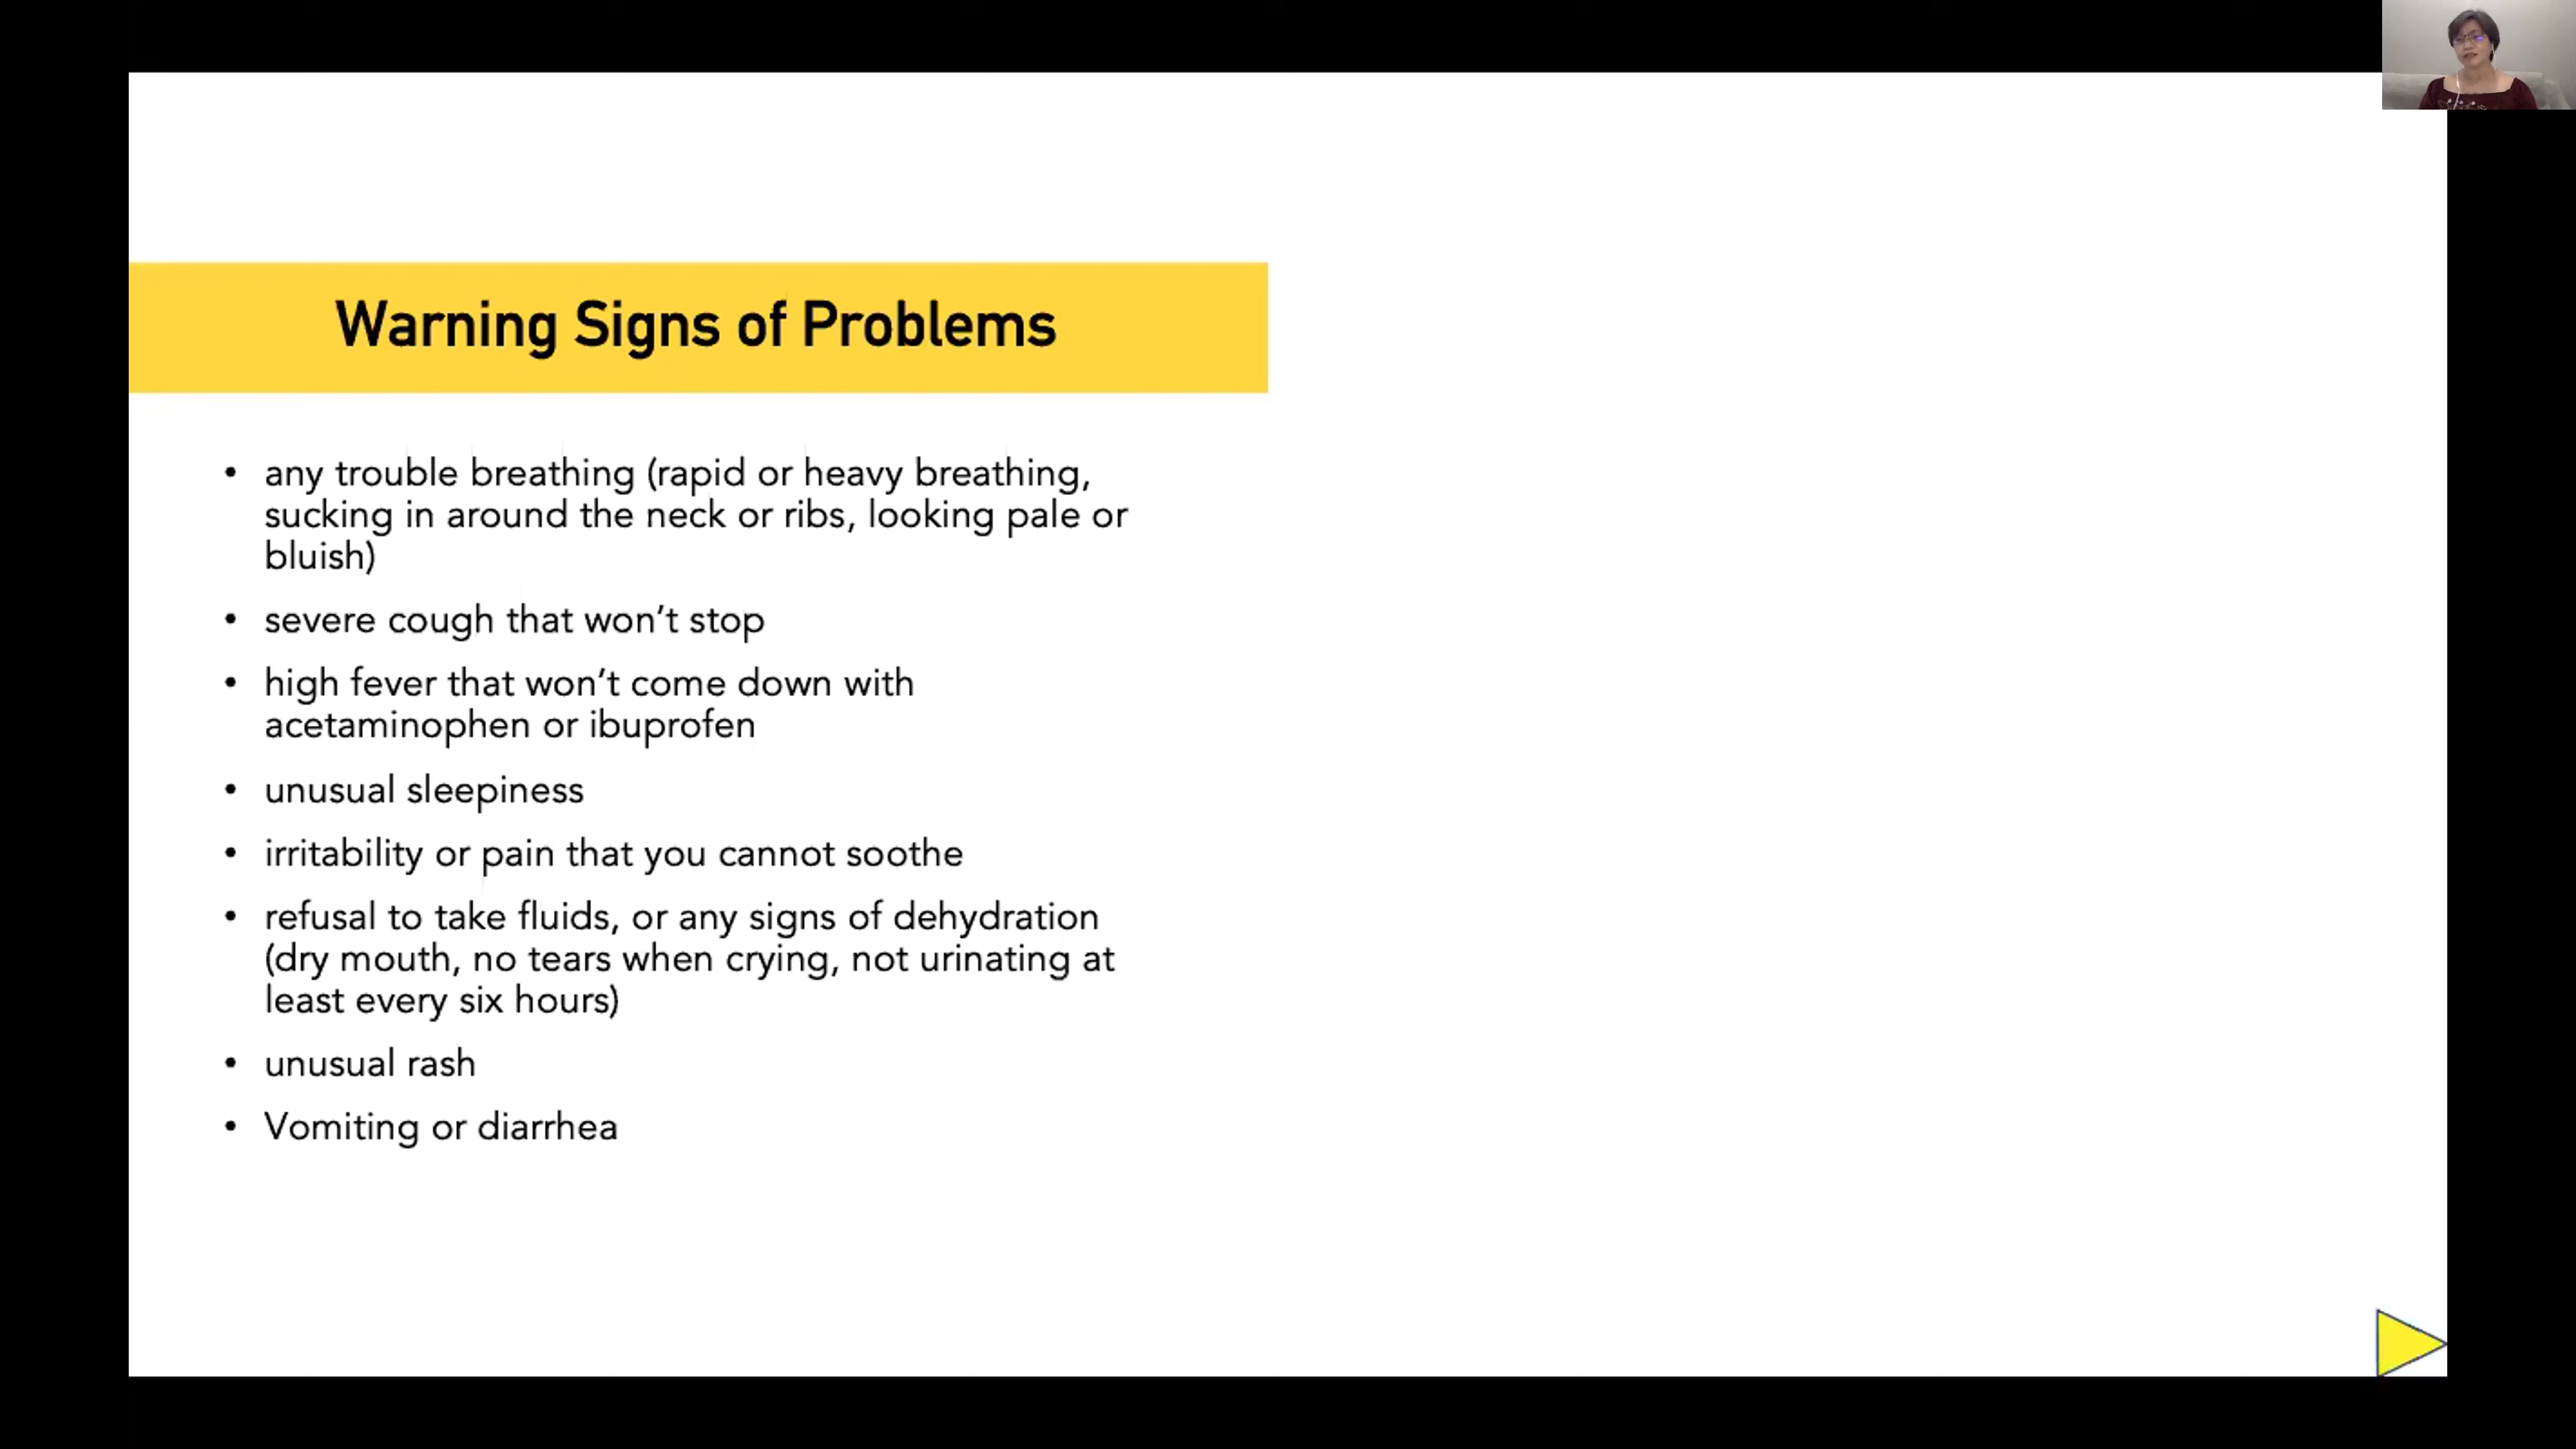 Warning Signs of Problems
• any trouble breathing (rapid or heavy breathing,
sucking in around the neck or ribs, looking pale or
bluish)
• severe cough that won’t stop
• high fever that won’t come down with
acetaminophen or ibuprofen
• unusual sleepiness
• irritability or pain that you cannot soothe
• refusal to take fluids, or any signs of dehydration
(dry mouth, no tears when crying, not urinating at
least every six hours)
• unusual rash
• Vomiting or diarrhea